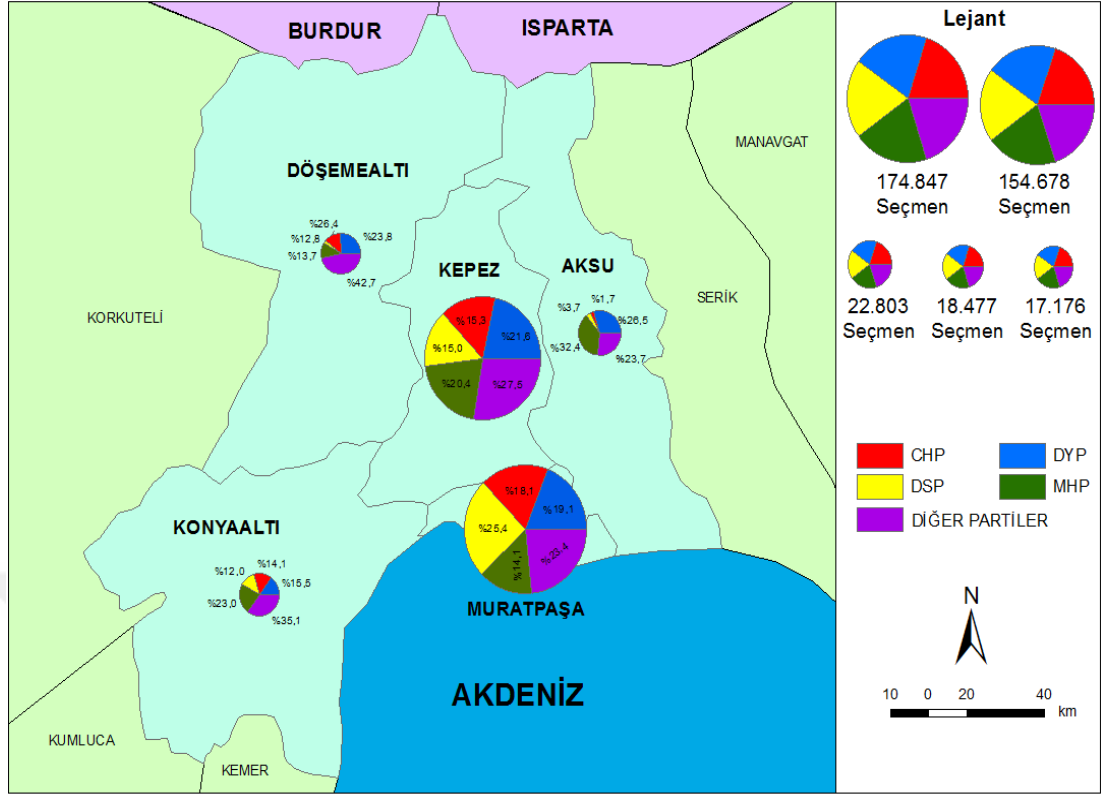 BURDUR
ISPARTA
MANAVGAT
DÖŞEMEALTI
%26,4
%12,8
%23,8
%13,7
%42,7
KEPEZ
%15,3
%21,6
%15,0
%20,4
%27,5
AKSU
%3,7
%1,7
%26,5
%32,4
%23,7
SERİK
KORKUTELİ
KONYAALTI
%14,1
%12,0
%15,5
%23,0
%35,1
%18,1
%19,1
%25,4
%14,1
%23,4
MURATPAŞA
AKDENİZ
KUMLUCA
KEMER
Lejant
174.847
Seçmen
154.678
Seçmen
22.803
Seçmen
18.477
Seçmen
17.176
Seçmen
CHP
DYP
DSP
MHP
DİĞER PARTİLER
N
10 0 20 40
km